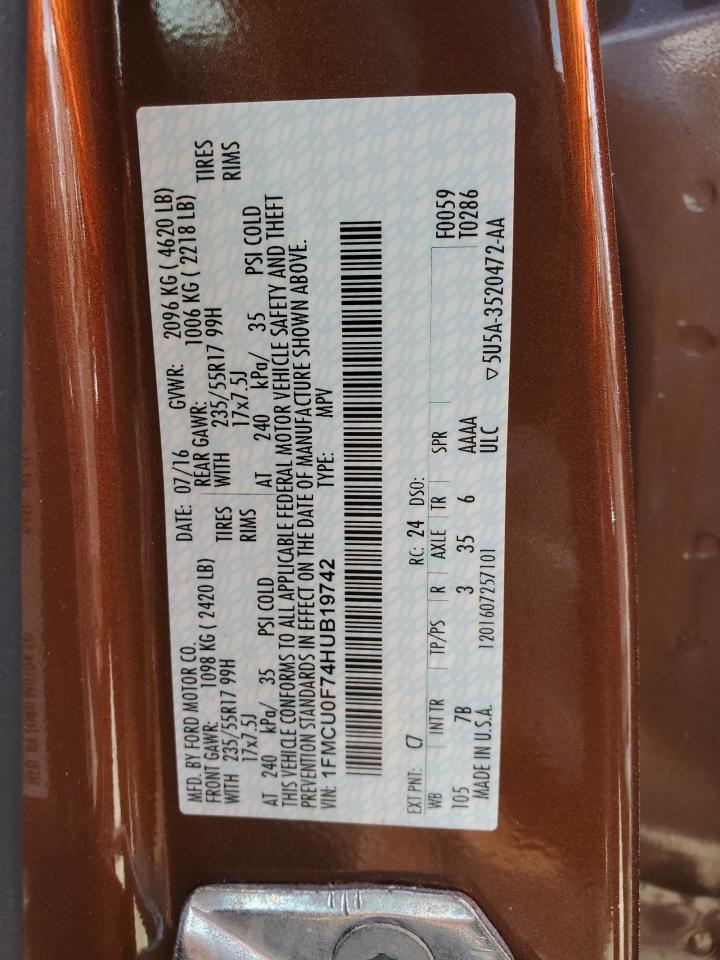 MFD. BY FORD MOTOR CO.
DATE: 07/16 GVWR: 2096 KG ( 4620 LB)
FRONT GAWR: 1098 KG ( 2420 LB)
REAR GAWR: 1006 KG ( 2218 LB)
WITH 235/55R17 99H TIRES
WITH 235/55R17 99H TIRES
17x7.5J RIMS
17x7.5J RIMS
AT 240 kPa/ 35 PSI COLD
AT 240 kPa/ 35 PSI COLD
THIS VEHICLE CONFORMS TO ALL APPLICABLE FEDERAL MOTOR VEHICLE SAFETY AND THEFT
PREVENTION STANDARDS IN EFFECT ON THE DATE OF MANUFACTURE SHOWN ABOVE.
VIN: 1FMCU0F74HUB19742 TYPE: MPV
EXT PNT: C7 RC: 24 DSO: F0059
WB INT TR TP/PS R AXLE TR SPR T0286
105 7B 3 35 6 AAAA
MADE IN U.S.A. 1201607257101 ULC
▽5U5A-3520472-AA